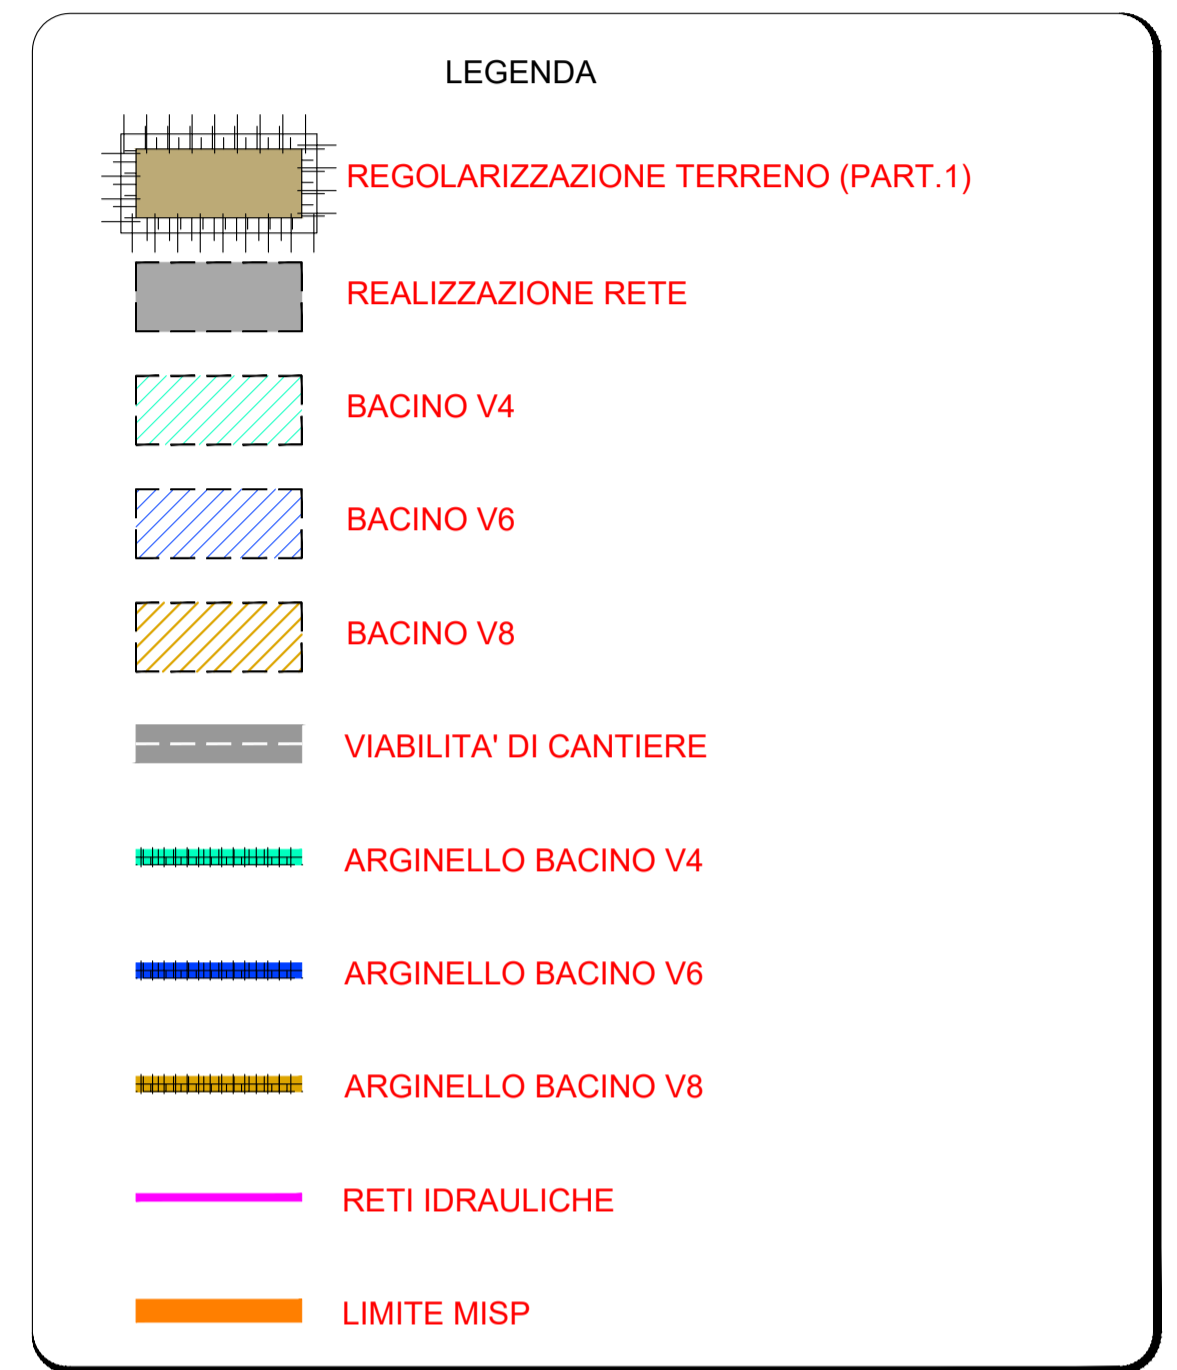 LEGENDA
REGOLARIZZAZIONE TERRENO (PART.1)
REALIZZAZIONE RETE
BACINO V4
BACINO V6
BACINO V8
VIABILITA' DI CANTIERE
ARGINELLO BACINO V4
ARGINELLO BACINO V6
ARGINELLO BACINO V8
RETI IDRAULICHE
LIMITE MISP